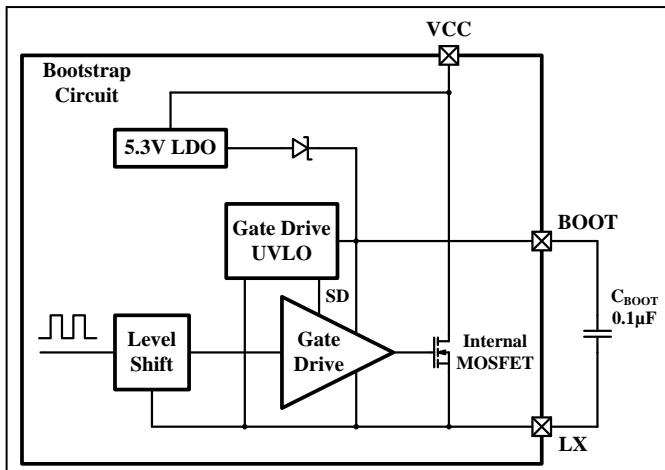 VCC
Bootstrap
Circuit
5.3V LDO
Gate Drive
UVLO
BOOT
SD
CBOOT
0.1µF
Level
Shift
Gate
Drive
Internal
MOSFET
LX